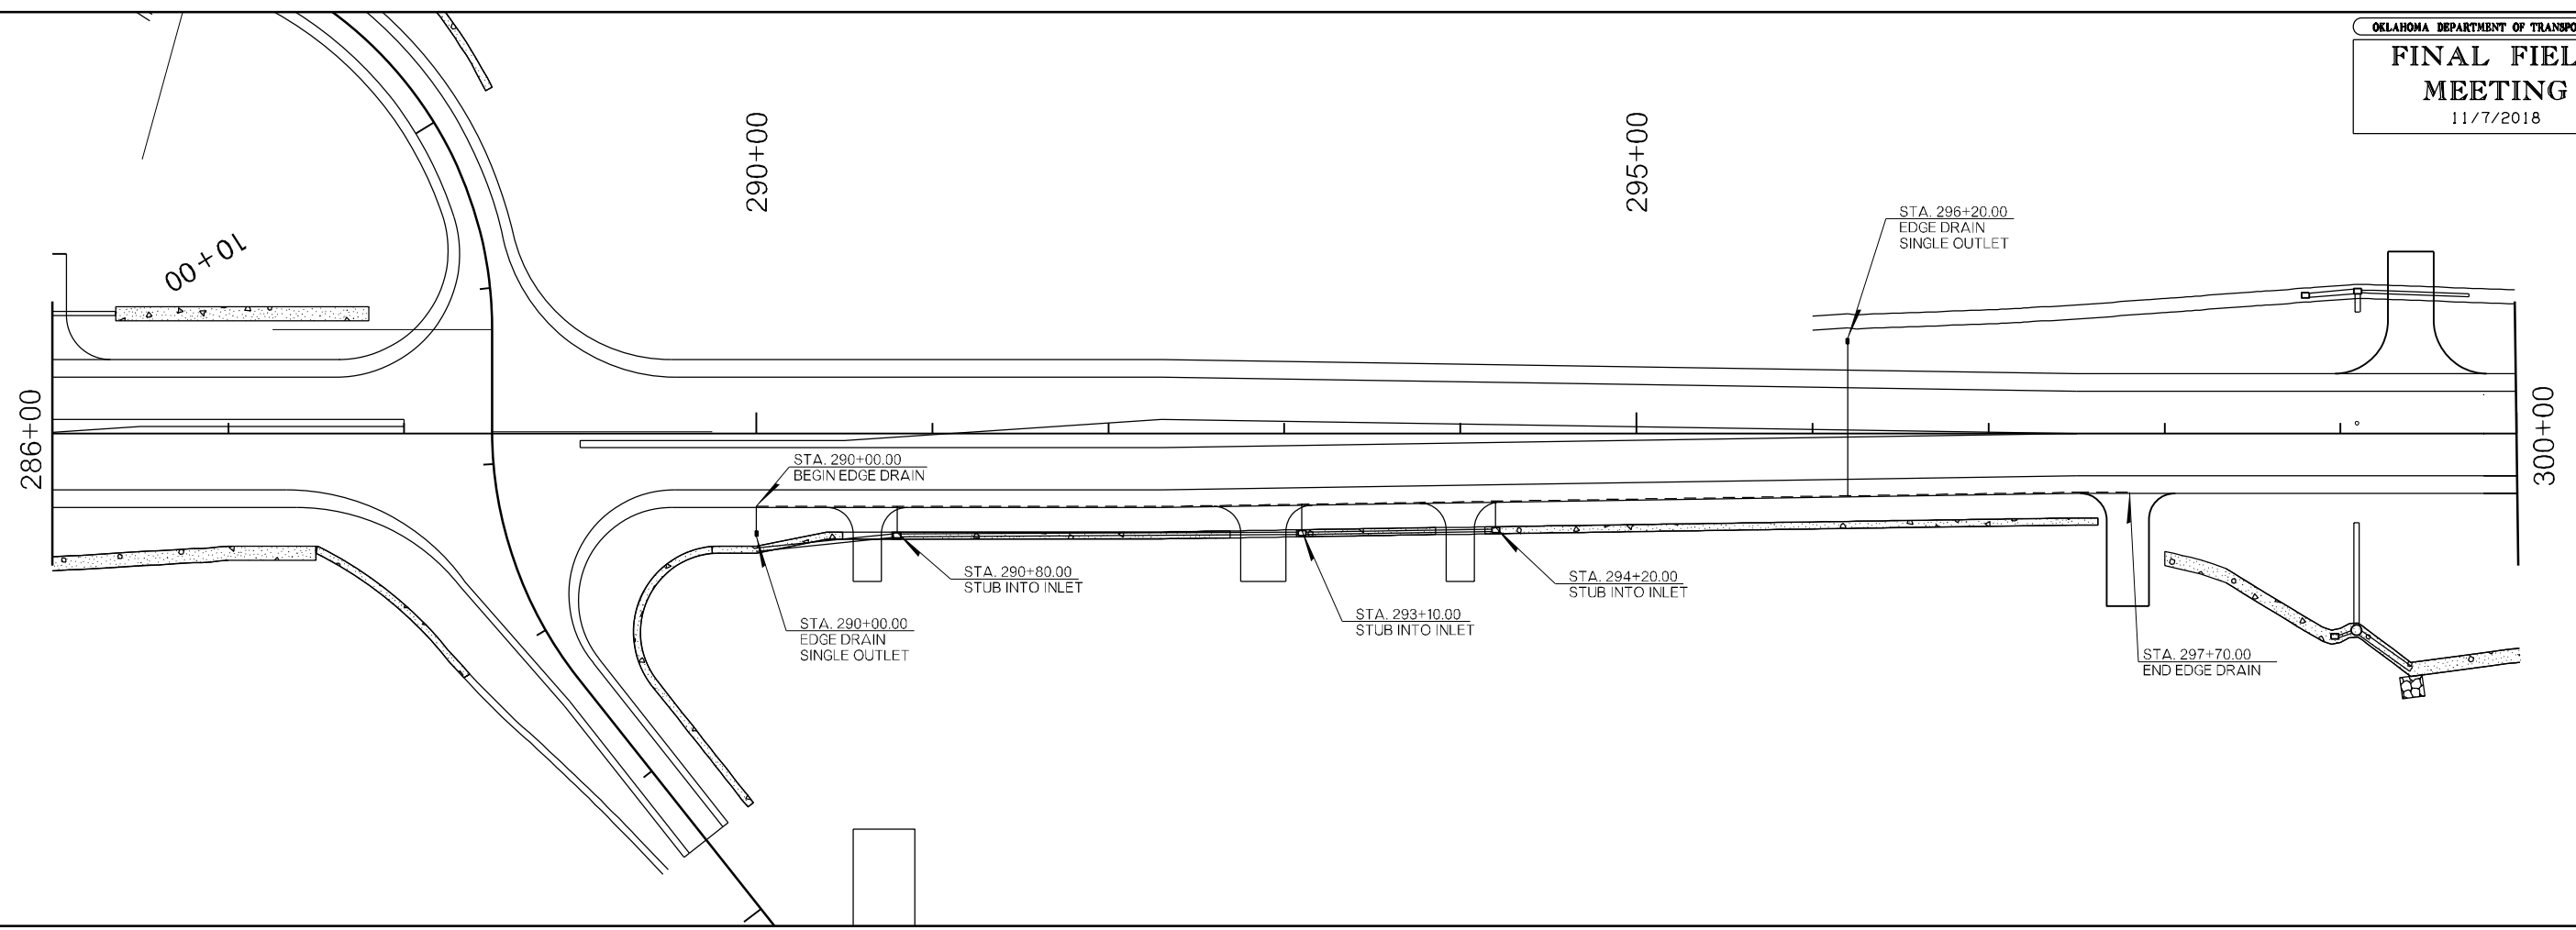 OKLAHOMA DEPARTMENT OF
FINAL
MEETING
11/7/2018
290+00
295+00
STA. 296+20.00
EDGE DRAIN
SINGLE OUTLET
10+00
286+00
300+00
STA. 290+00.00
BEGIN EDGE DRAIN
STA. 290+80.00
STUB INTO INLET
STA. 294+20.00
STUB INTO INLET
STA. 293+10.00
STUB INTO INLET
STA. 290+00.00
EDGE DRAIN
SINGLE OUTLET
STA. 297+70.00
END EDGE DRAIN